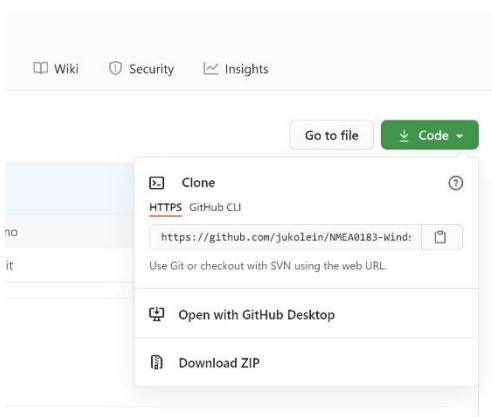 Wiki Security Insights
Go to file Code
Clone
no
HTTPS GitHub CLI
https://github.com/jukolein/NMEA0183-Wind
it
Use Git or checkout with SVN using the web URL.
Open with GitHub Desktop
Download ZIP